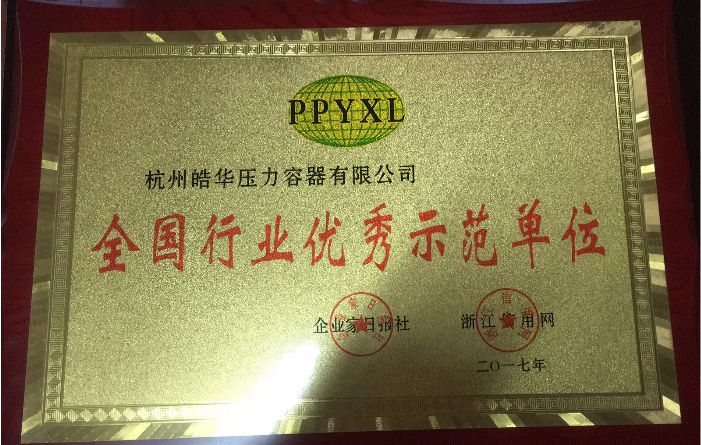 PPYXL
杭州皓华压力容器有限公司
全国行业优秀示范单位
企业家日报社 浙江信用网
二〇一七年